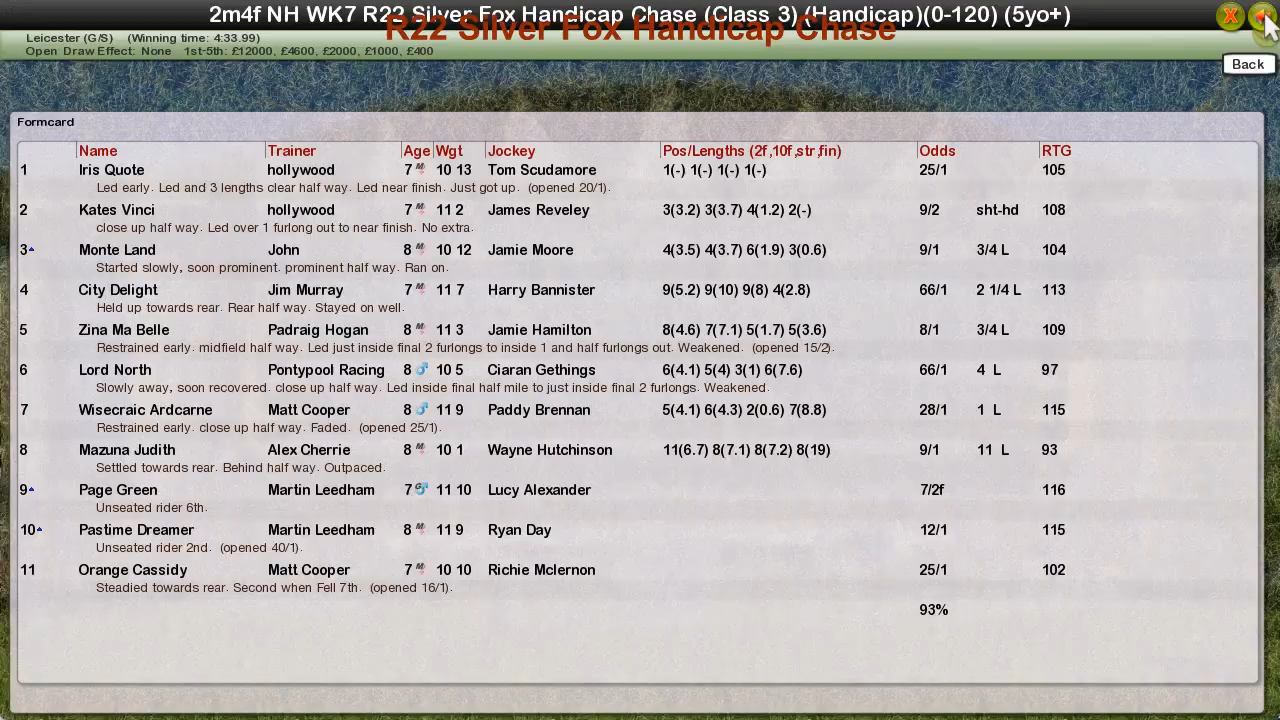 2m4f NH WK7 R22 Silver Fox Handicap Chase (Class 3) (Handicap)(0-120) (5yo+)
R22 Silver Fox Handicap Chase
X
Leicester (G/S) (Winning time: 4:33.99)
Open Draw Effect: None 1st-5th: £12000, £4600, £2000, £1000, £400
Back
Formcard
Name Trainer Age Wgt Jockey Pos/Lengths (2f,10f,str,fin) Odds RTG
1 Iris Quote hollywood 7 10 13 Tom Scudamore 1(-) 1(-) 1(-) 1(-) 25/1 105
Led early. Led and 3 lengths clear half way. Led near finish. Just got up. (opened 20/1).
2 Kates Vinci hollywood 7 11 2 James Reveley 3(3.2) 3(3.7) 4(1.2) 2(-) 9/2 sht-hd 108
close up half way. Led over 1 furlong out to near finish. No extra.
3 Monte Land John 8 10 12 Jamie Moore 4(3.5) 4(3.7) 6(1.9) 3(0.6) 9/1 3/4 L 104
Started slowly, soon prominent. prominent half way. Ran on.
4 City Delight Jim Murray 7 11 7 Harry Bannister 9(5.2) 9(10) 9(8) 4(2.8) 66/1 2 1/4 L 113
Held up towards rear. Rear half way. Stayed on well.
5 Zina Ma Belle Padraig Hogan 8 11 3 Jamie Hamilton 8(4.6) 7(7.1) 5(1.7) 5(3.6) 8/1 3/4 L 109
Restrained early. midfield half way. Led just inside final 2 furlongs to inside 1 and half furlongs out. Weakened. (opened 15/2).
6 Lord North Pontypool Racing 8 10 5 Ciaran Gethings 6(4.1) 5(4) 3(1) 6(7.6) 66/1 4 L 97
Slowly away, soon recovered. close up half way. Led inside final half mile to just inside final 2 furlongs. Weakened.
7 Wisecraic Ardcarne Matt Cooper 8 11 9 Paddy Brennan 5(4.1) 6(4.3) 2(0.6) 7(8.8) 28/1 1 L 115
Restrained early. close up half way. Faded. (opened 25/1).
8 Mazuna Judith Alex Cherrie 8 10 1 Wayne Hutchinson 11(6.7) 8(7.1) 8(7.2) 8(19) 9/1 11 L 93
Settled towards rear. Behind half way. Outpaced.
9 Page Green Martin Leedham 7 11 10 Lucy Alexander 7/2f 116
Unseated rider 6th.
10 Pastime Dreamer Martin Leedham 8 11 9 Ryan Day 12/1 115
Unseated rider 2nd. (opened 40/1).
11 Orange Cassidy Matt Cooper 7 10 10 Richie Mclernon 25/1 102
Steadied towards rear. Second when Fell 7th. (opened 16/1).
93%